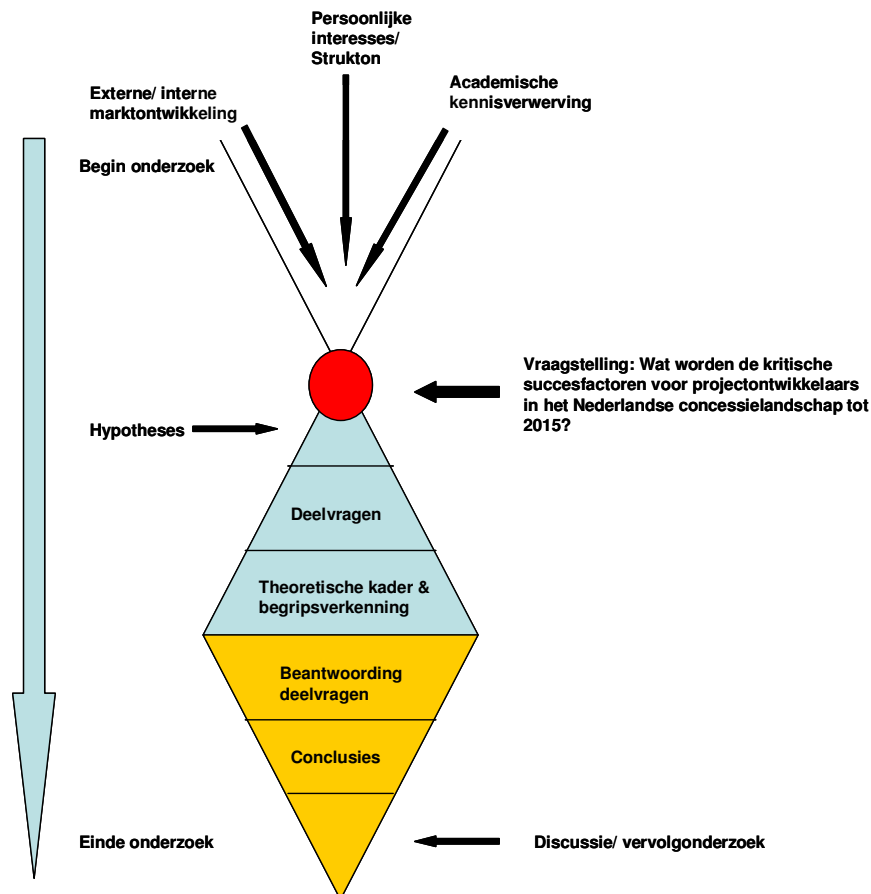 Persoonlijke
interesses/
Strukton
Externe/ interne
marktontwikkeling
Academische
kennisverwerving
Begin onderzoek
Vraagstelling: Wat worden de kritische
succesfactoren voor projectontwikkelaars
in het Nederlandse concessielandschap tot
2015?
Hypotheses
Deelvragen
Theoretische kader &
begripsverkenning
Beantwoording
deelvragen
Conclusies
Einde onderzoek
Discussie/ vervolgonderzoek